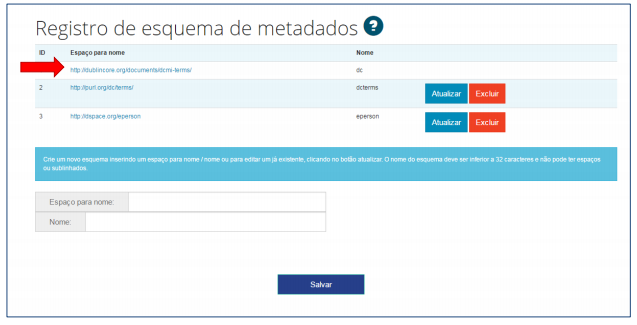 Registro de esquema de metadados ?
ID Espaço para nome Nome
http://dublincore.org/documents/dcmi-terms/ dc
2 http://purl.org/dc/terms/ dcterms Atualizar Excluir
3 http://dspace.org/eperson eperson Atualizar Excluir
Crie um novo esquema inserindo um espaço para nome / nome ou para editar um já existente, clicando no botão atualizar. O nome do esquema deve ser inferior a 32 caracteres e não pode ter espaços
ou sublinhados.
Espaço para nome:
Nome:
Salvar